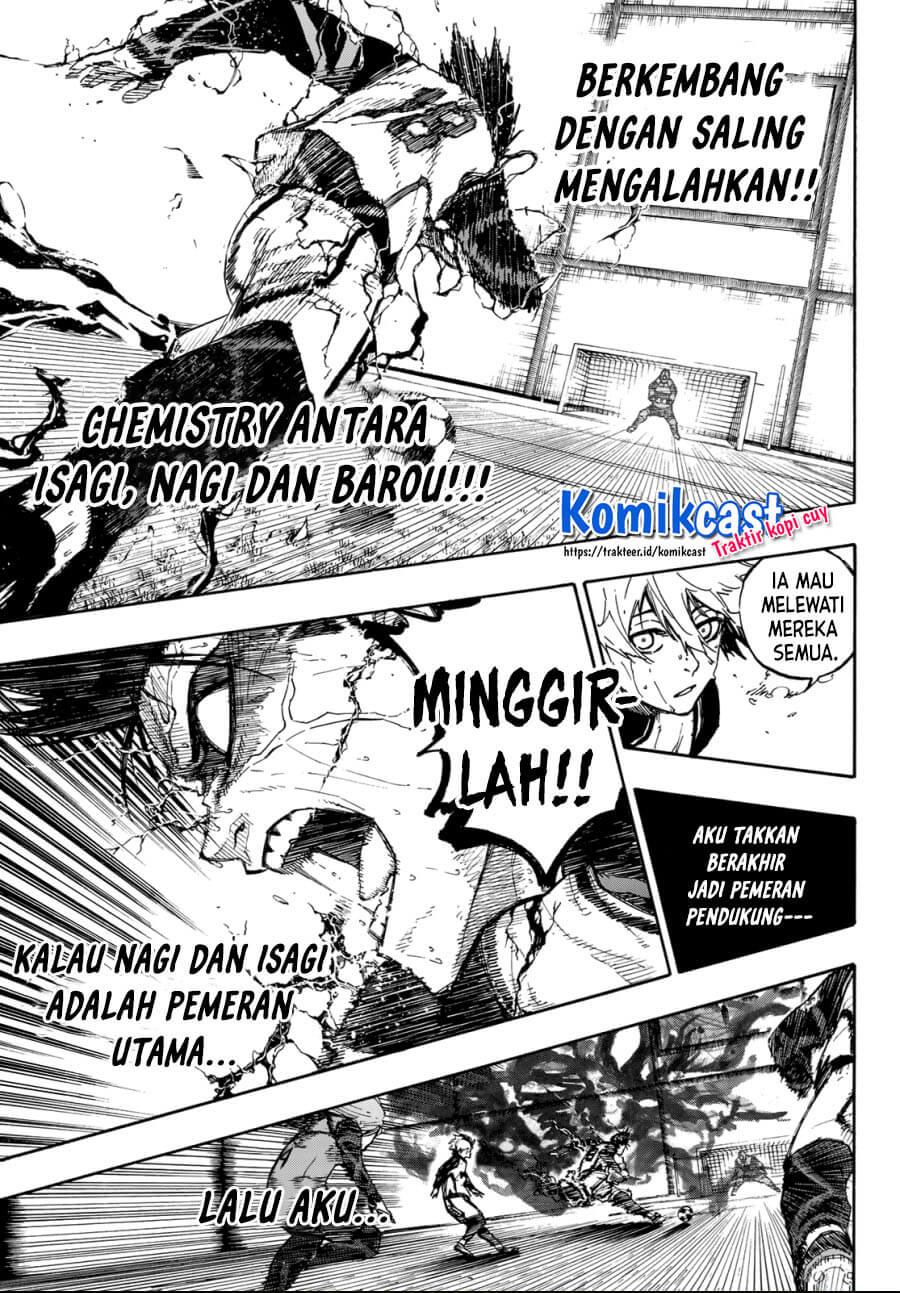 BERKEMBANG
DENGAN SALING
MENGALAHKAN!!
CHEMISTRY ANTARA
ISAGI, NAGI DAN BAROU!!!
Komikcast
Traktir kopi cuy
https://trakteer.id/komikcast
IA MAU
MELEWATI
MEREKA
SEMUA.
MINGGIR-
LLAH!!
AKU TAKKAN
BERAKHIR
JADI PEMERAN
PENDUKUNG---
KALAU NAGI DAN ISAGI
ADALAH PEMERAN
UTAMA...
LALU AKU...